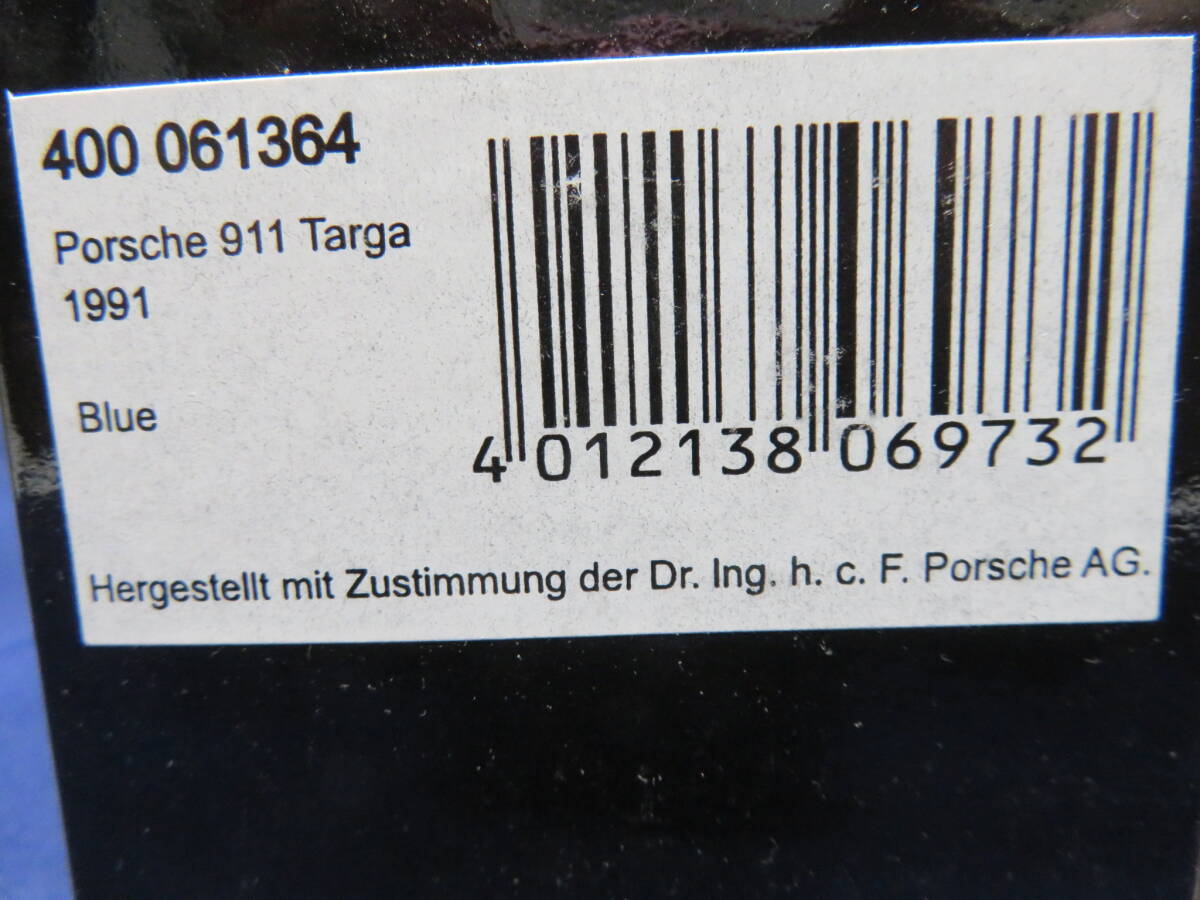 400 061364
Porsche 911 Targa
1991
Blue
4 012138 069732
Hergestellt mit Zustimmung der Dr. Ing. h. c. F. Porsche AG.